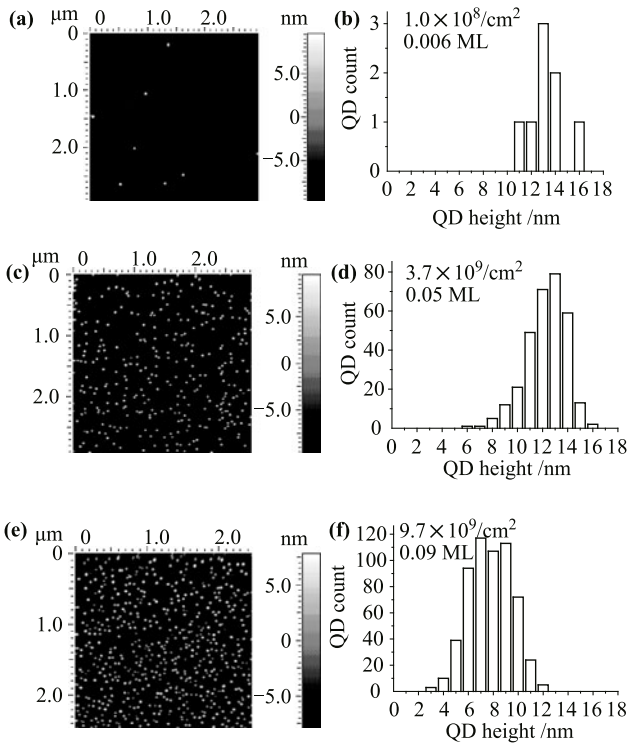 (a)
μm
0 1.0 2.0
0
1.0
2.0
nm
5.0
0
−5.0
(b)
1.0×10⁸/cm²
0.006 ML
QD count
3
2
1
0
0 2 4 6 8 10 12 14 16 18
QD height /nm
(c)
μm
0 1.0 2.0
0
1.0
2.0
nm
5.0
0
−5.0
(d)
3.7×10⁹/cm²
0.05 ML
QD count
80
60
40
20
0
0 2 4 6 8 10 12 14 16 18
QD height /nm
(e)
μm
0 1.0 2.0
0
1.0
2.0
nm
5.0
0
−5.0
(f)
9.7×10⁹/cm²
0.09 ML
QD count
120
100
80
60
40
20
0
0 2 4 6 8 10 12 14 16 18
QD height /nm